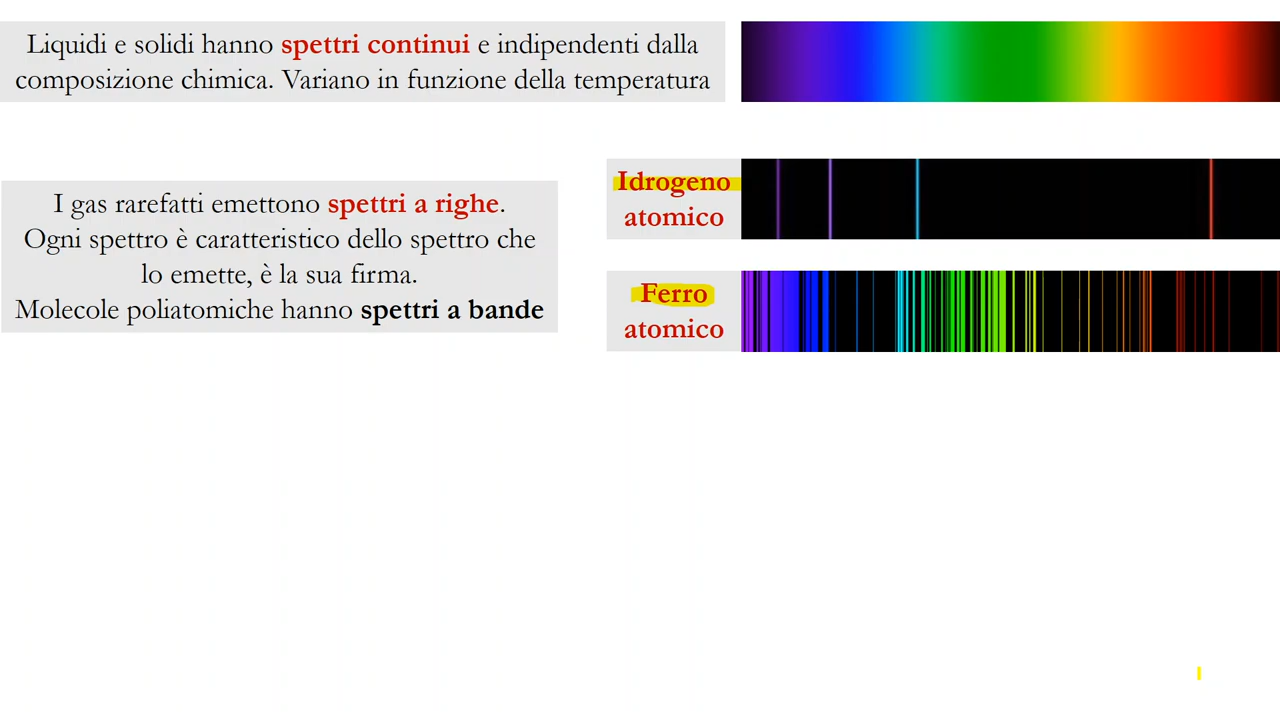 Liquidi e solidi hanno spettri continui e indipendenti dalla
composizione chimica. Variano in funzione della temperatura
I gas rarefatti emettono spettri a righe.
Ogni spettro è caratteristico dello spettro che
lo emette, è la sua firma.
Molecole poliatomiche hanno spettri a bande
Idrogeno
atomico
Ferro
atomico